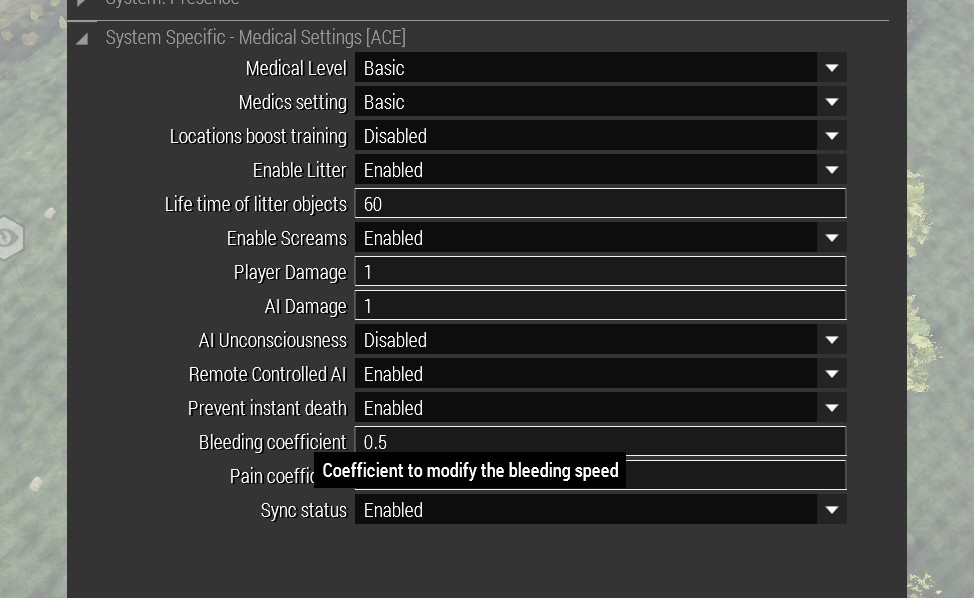 System: Presence
System Specific - Medical Settings [ACE]
Medical Level Basic
Medics setting Basic
Locations boost training Disabled
Enable Litter Enabled
Life time of litter objects 60
Enable Screams Enabled
Player Damage 1
AI Damage 1
AI Unconsciousness Disabled
Remote Controlled AI Enabled
Prevent instant death Enabled
Bleeding coefficient 0.5
Coefficient to modify the bleeding speed
Pain
Sync status Enabled